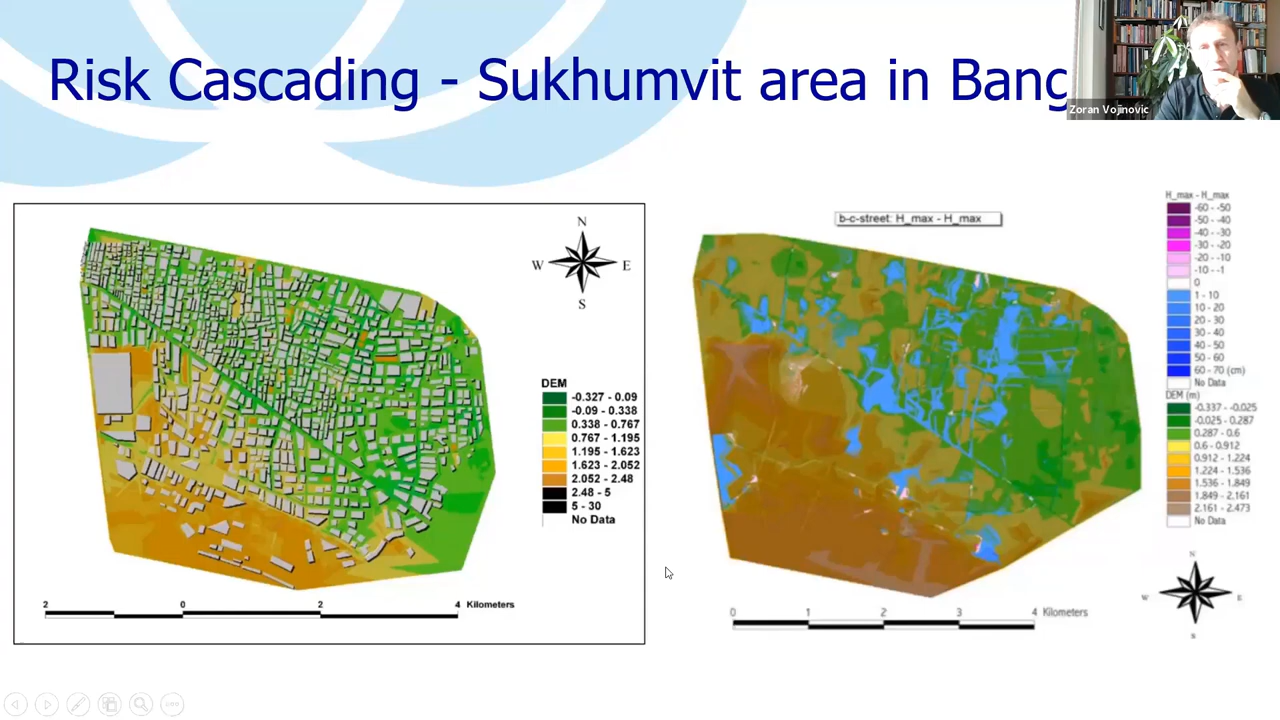 Risk Cascading - Sukhumvit area in Bang
Zoran Vojinovic
N
W
E
S
DEM
-0.327 - 0.09
-0.09 - 0.338
0.338 - 0.767
0.767 - 1.195
1.195 - 1.623
1.623 - 2.052
2.052 - 2.48
2.48 - 5
5 - 30
No Data
2 0 2 4 Kilometers
b-c-street: H_max - H_max
H_max - H_max
-60 - -50
-50 - -40
-40 - -30
-30 - -20
-20 - -10
-10 - -1
0
1 - 10
10 - 20
20 - 30
30 - 40
40 - 50
50 - 60
60 - 70 (cm)
No Data
DEM (m)
-0.337 - -0.025
-0.025 - 0.287
0.287 - 0.6
0.6 - 0.912
0.912 - 1.224
1.224 - 1.536
1.536 - 1.849
1.849 - 2.161
2.161 - 2.473
No Data
N
W
E
S
0 1 2 3 4 Kilometers